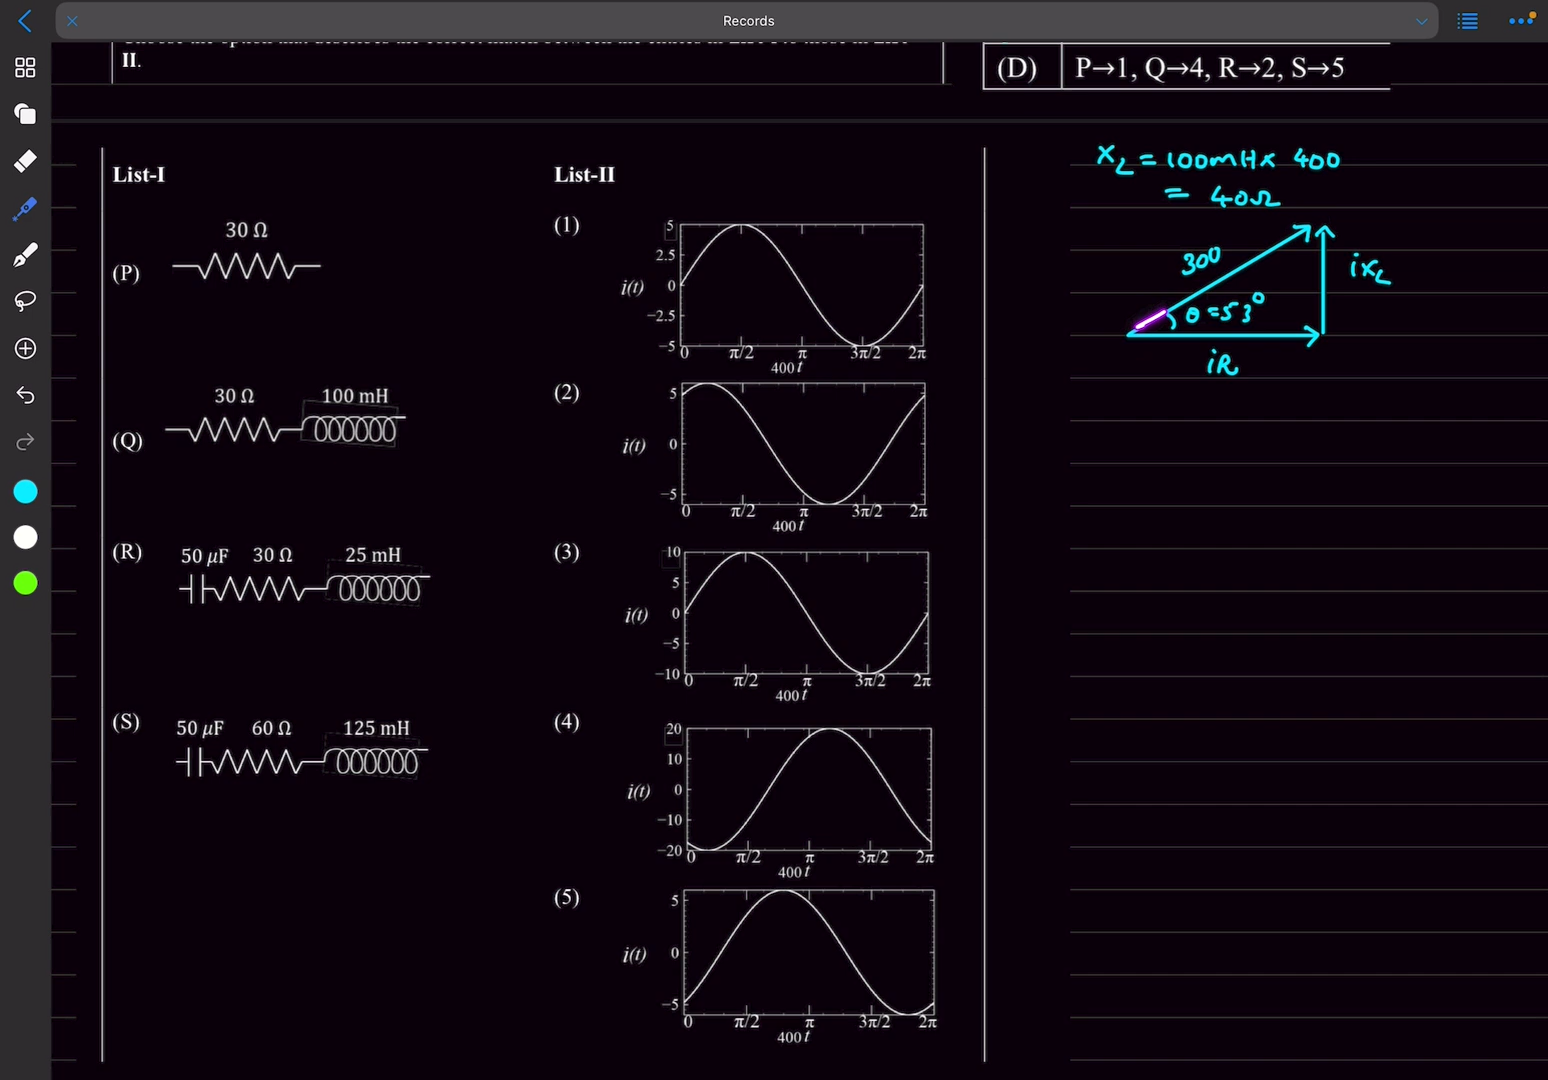 Records
II.
(D) P→1, Q→4, R→2, S→5
List-I
List-II
(P)
30 Ω
(Q)
30 Ω 100 mH
(R)
50 μF 30 Ω 25 mH
(S)
50 μF 60 Ω 125 mH
(1)
i(t)
5
2.5
0
−2.5
−5
0 π/2 π 3π/2 2π
400 t
(2)
i(t)
5
0
−5
0 π/2 π 3π/2 2π
400 t
(3)
i(t)
10
5
0
−5
−10
0 π/2 π 3π/2 2π
400 t
(4)
i(t)
20
10
0
−10
−20
0 π/2 π 3π/2 2π
400 t
(5)
i(t)
5
0
−5
0 π/2 π 3π/2 2π
400 t
XL = 100mH× 400
= 40Ω
300
iXL
θ=53°
iR